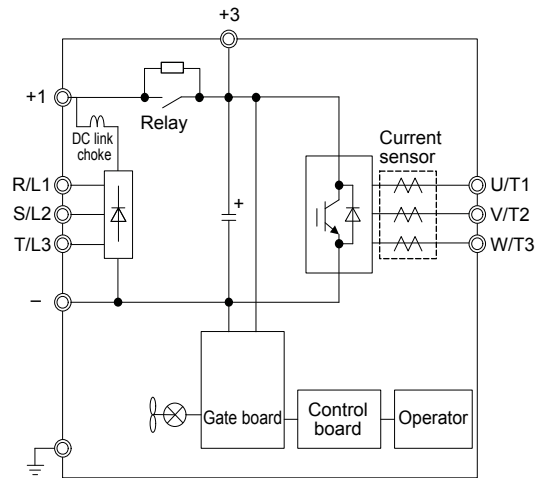 +3
+1
Relay
DC link
choke
Current
sensor
R/L1
S/L2
T/L3
U/T1
V/T2
W/T3
+
–
Gate board
Control
board
Operator